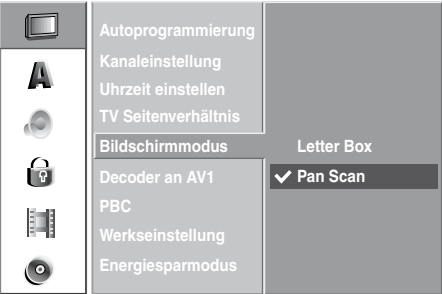 Autoprogrammierung
Kanaleinstellung
Uhrzeit einstellen
TV Seitenverhältnis
Bildschirmmodus
Letter Box
Decoder an AV1
Pan Scan
PBC
Werkseinstellung
Energiesparmodus